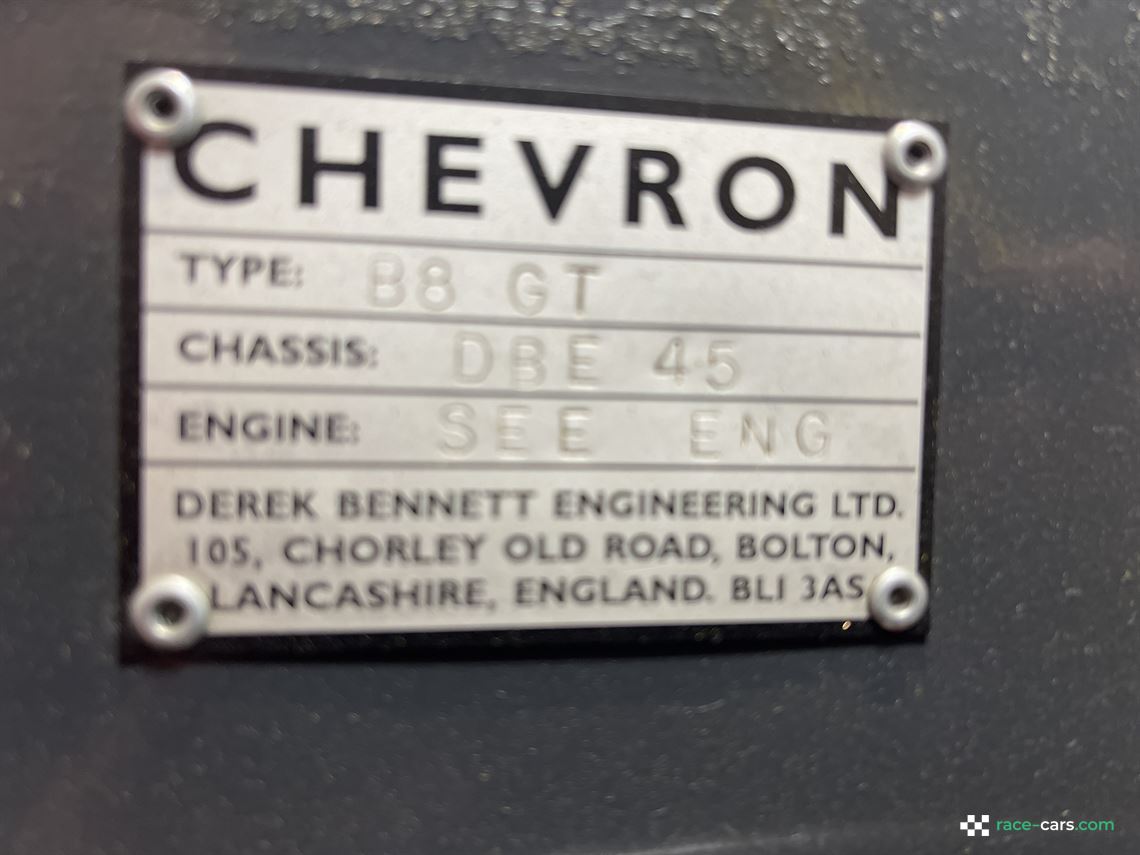 CHEVRON
TYPE: B8 GT
CHASSIS: DBE 45
ENGINE: SEE ENG
DEREK BENNETT ENGINEERING LTD.
105, CHORLEY OLD ROAD, BOLTON,
LANCASHIRE, ENGLAND. BL1 3AS.
race-cars.com